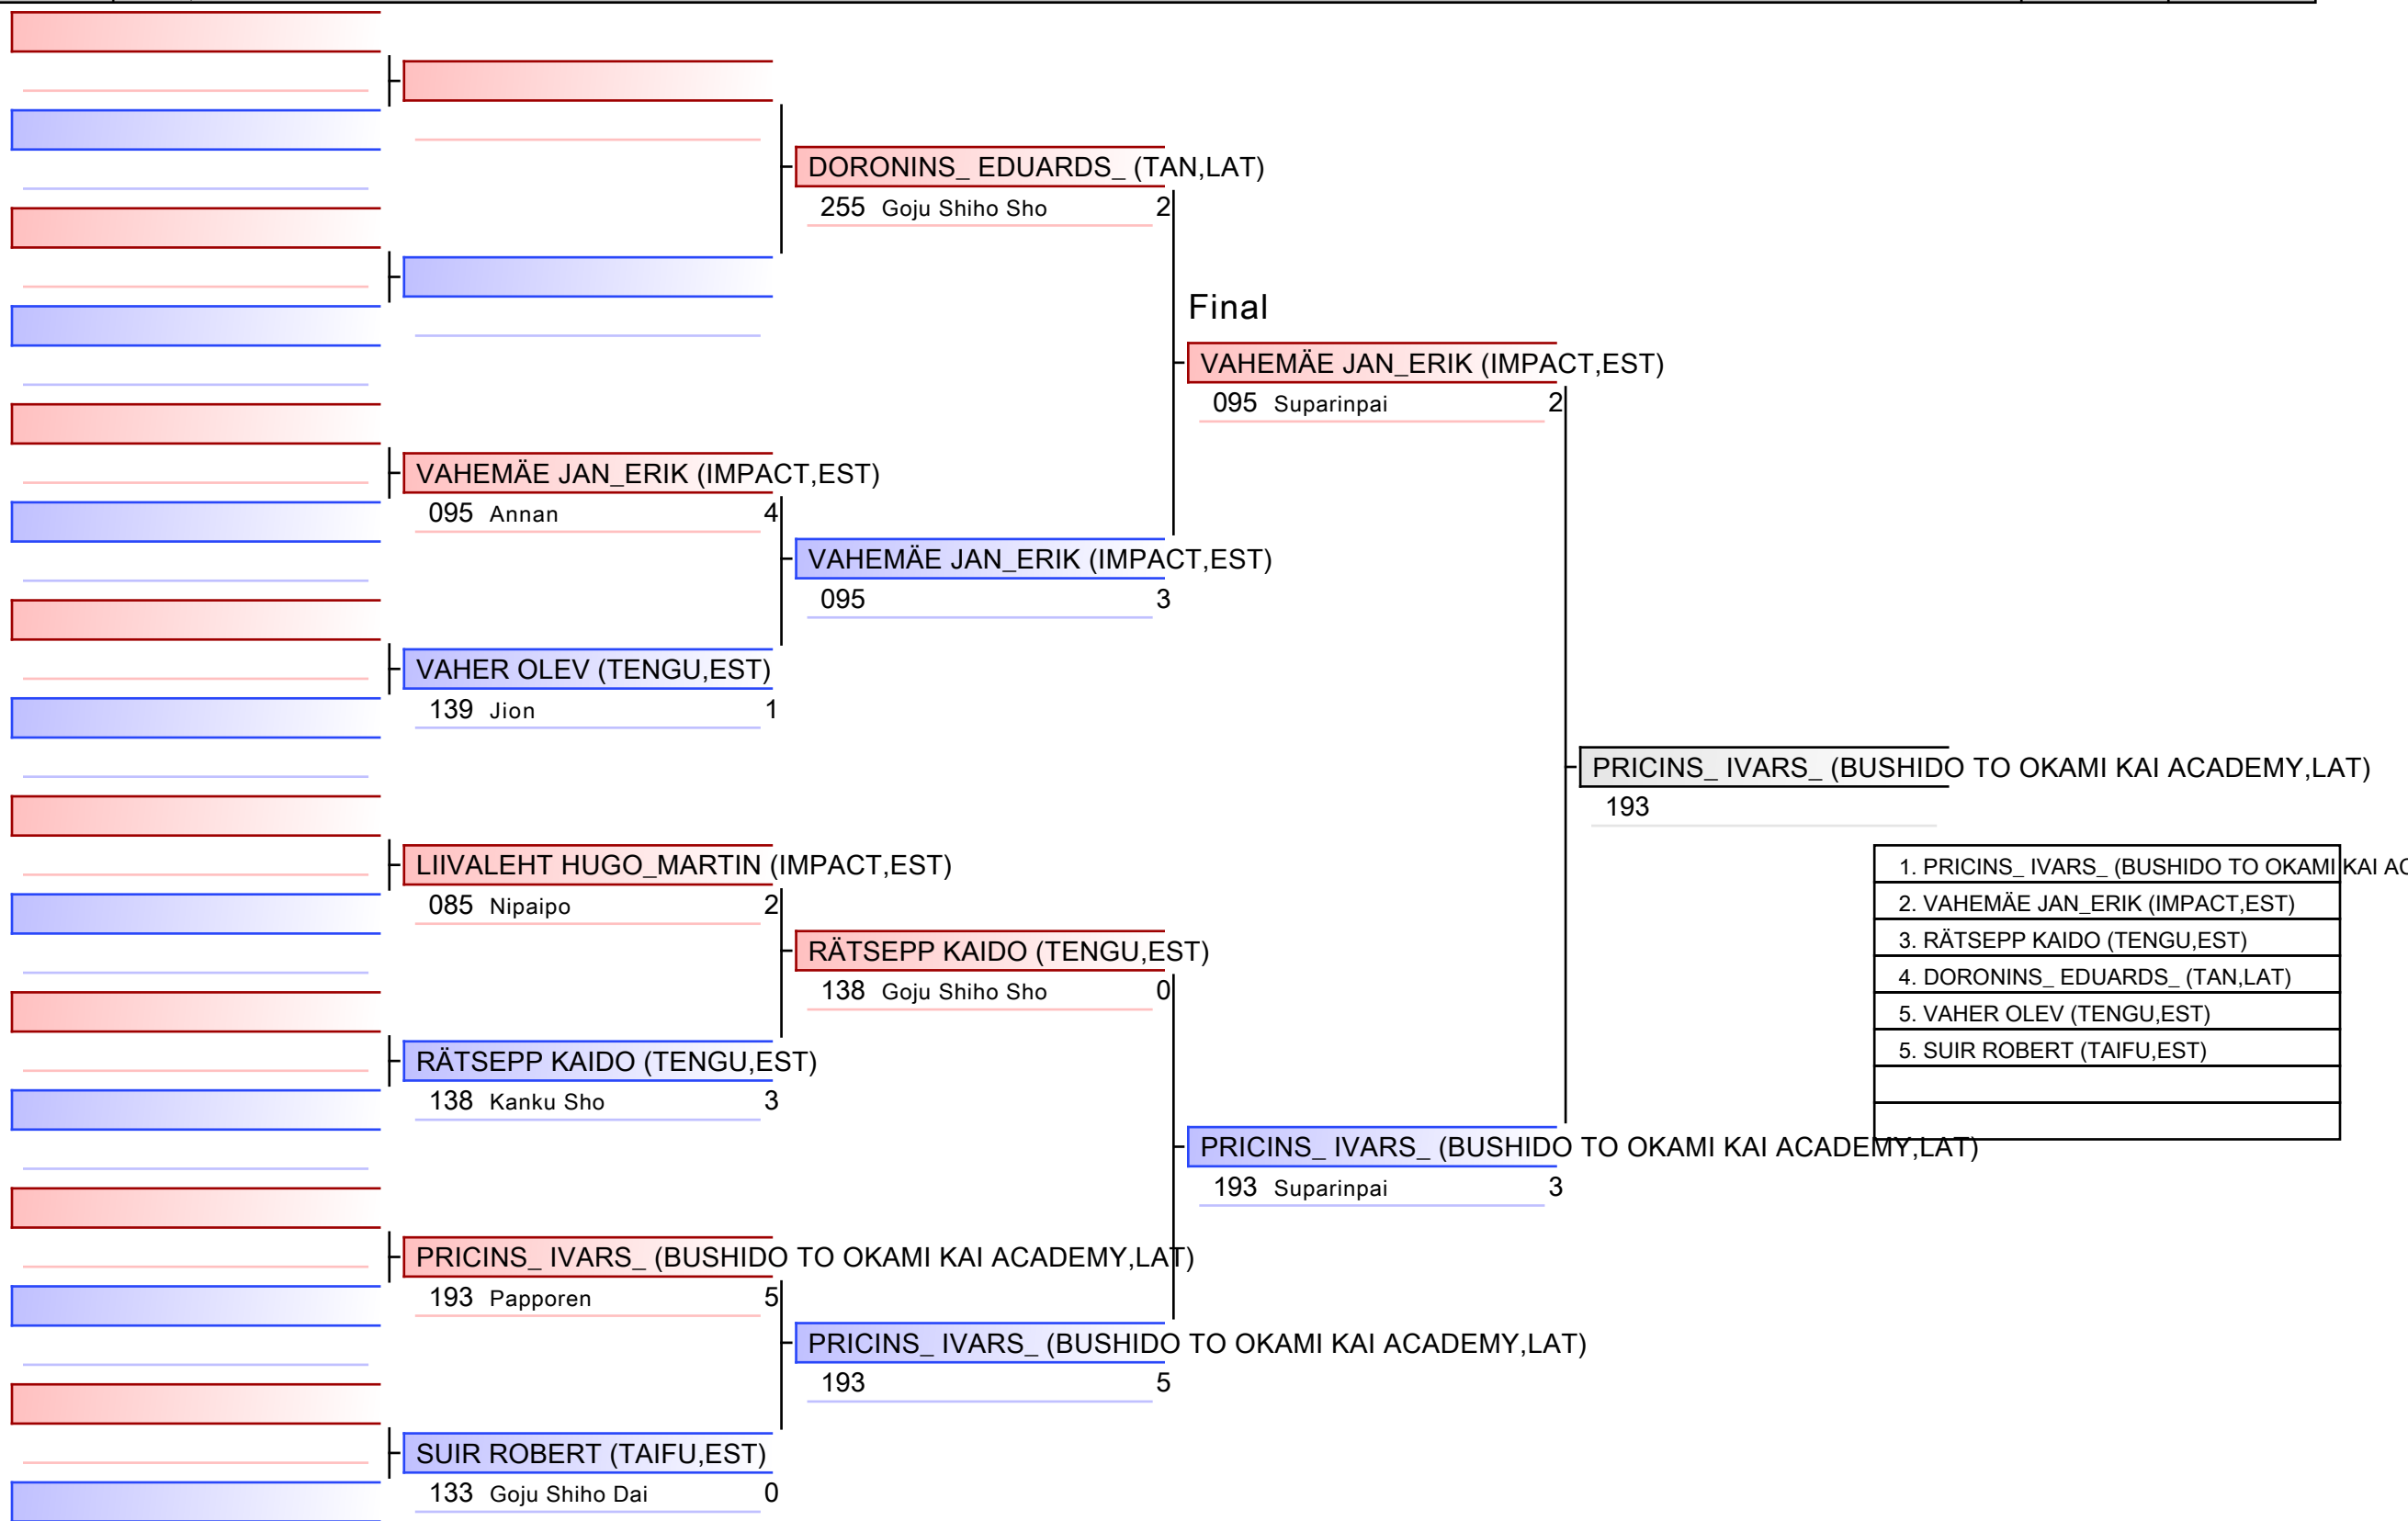 DORONINS_ EDUARDS_ (TAN,LAT)
255 Goju Shiho Sho 2
Final
VAHEMÄE JAN_ERIK (IMPACT,EST)
095 Suparinpai 2
VAHEMÄE JAN_ERIK (IMPACT,EST)
095 Annan 4
VAHEMÄE JAN_ERIK (IMPACT,EST)
095 3
VAHER OLEV (TENGU,EST)
139 Jion 1
PRICINS_ IVARS_ (BUSHIDO TO OKAMI KAI ACADEMY,LAT)
193
LIIVALEHT HUGO_MARTIN (IMPACT,EST)
085 Nipaipo 2
RÄTSEPP KAIDO (TENGU,EST)
138 Goju Shiho Sho 0
RÄTSEPP KAIDO (TENGU,EST)
138 Kanku Sho 3
1. PRICINS_ IVARS_ (BUSHIDO TO OKAMI KAI AC
2. VAHEMÄE JAN_ERIK (IMPACT,EST)
3. RÄTSEPP KAIDO (TENGU,EST)
4. DORONINS_ EDUARDS_ (TAN,LAT)
5. VAHER OLEV (TENGU,EST)
5. SUIR ROBERT (TAIFU,EST)
PRICINS_ IVARS_ (BUSHIDO TO OKAMI KAI ACADEMY,LAT)
193 Suparinpai 3
PRICINS_ IVARS_ (BUSHIDO TO OKAMI KAI ACADEMY,LAT)
193 Papporen 5
PRICINS_ IVARS_ (BUSHIDO TO OKAMI KAI ACADEMY,LAT)
193 5
SUIR ROBERT (TAIFU,EST)
133 Goju Shiho Dai 0